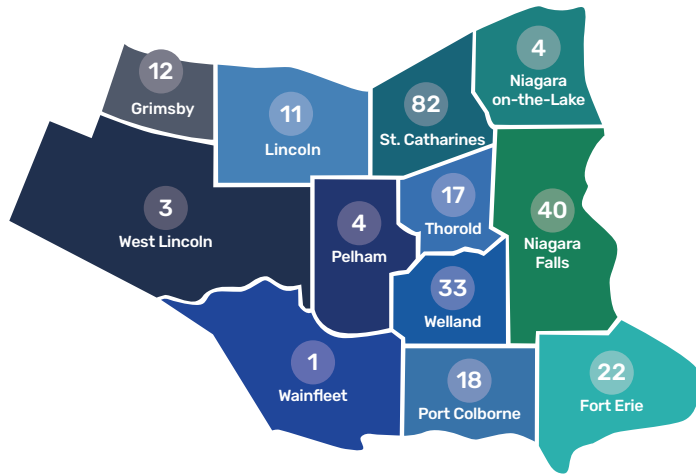 4
Niagara
on-the-Lake
12
Grimsby
11
Lincoln
82
St. Catharines
3
West Lincoln
4
Pelham
17
Thorold
40
Niagara
Falls
33
Welland
1
Wainfleet
18
Port Colborne
22
Fort Erie